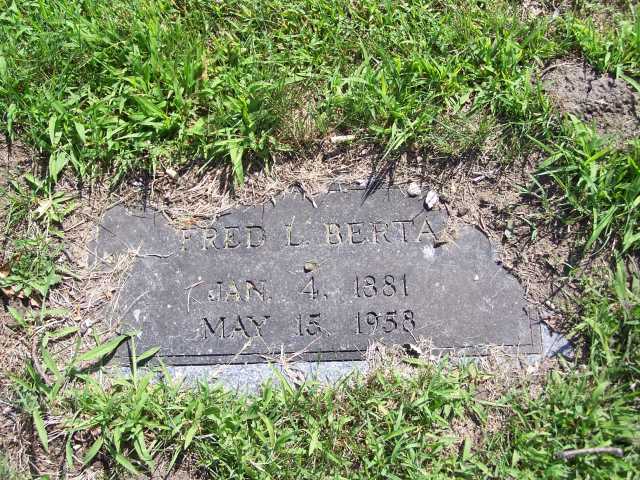 FRED L. BERTA
JAN. 4, 1881
MAY 15, 1958